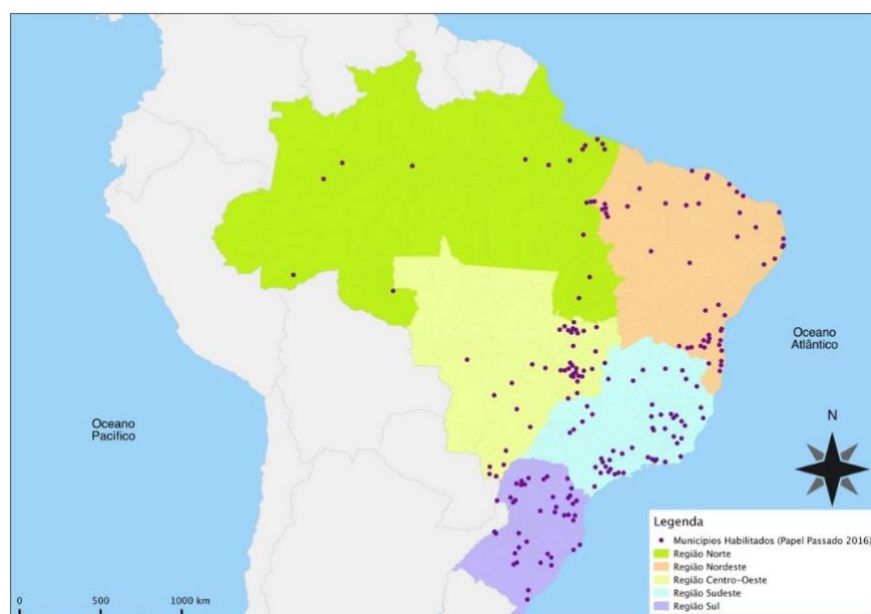 Oceano
Atlântico
Oceano
Pacífico
N
Legenda
Municípios Habilitados (Papel Passado 2016)
Região Norte
Região Nordeste
Região Centro-Oeste
Região Sudeste
Região Sul
0 500 1000 km